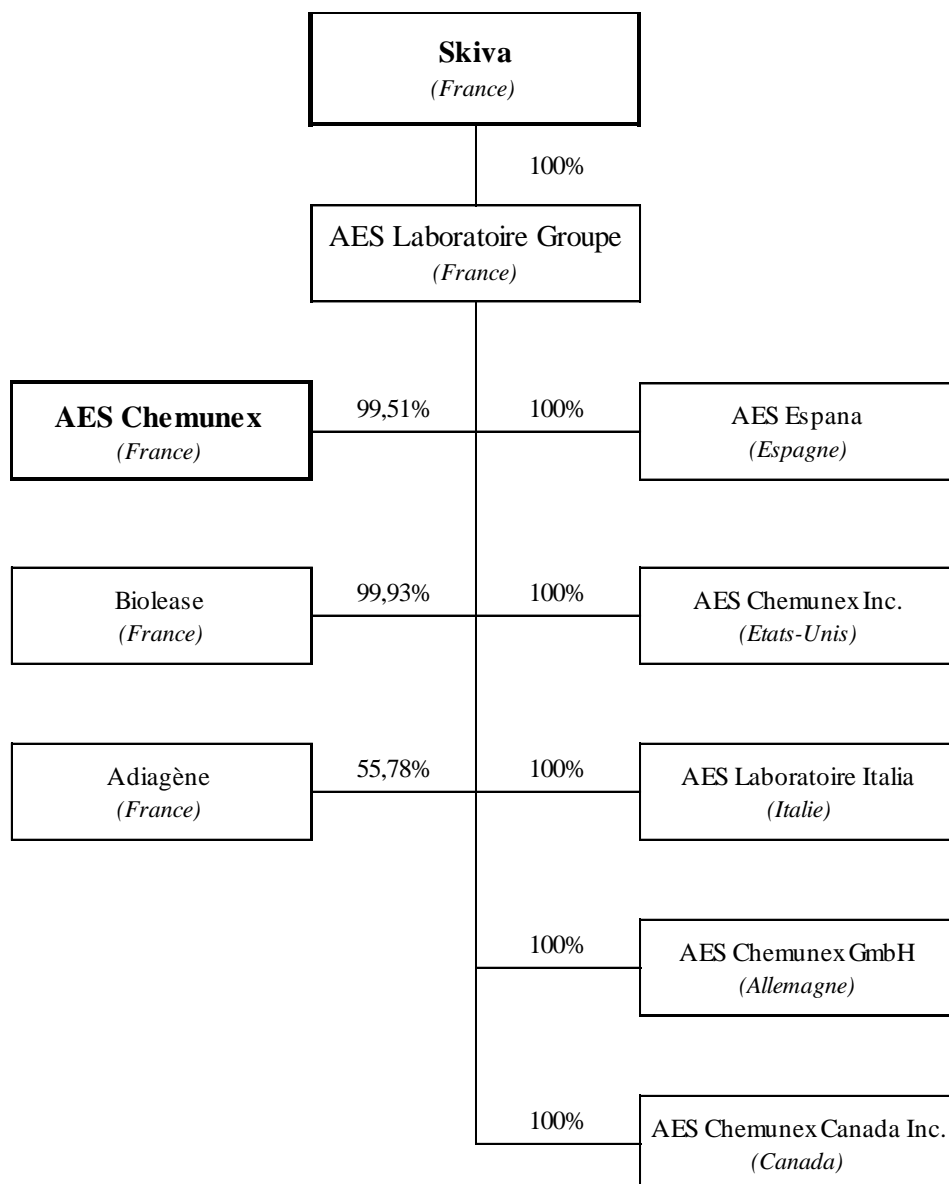 Skiva
(France)
100%
AES Laboratoire Groupe
(France)
AES Chemunex
(France)
99,51%
100%
AES Espana
(Espagne)
Biolease
(France)
99,93%
100%
AES Chemunex Inc.
(Etats-Unis)
Adiagène
(France)
55,78%
100%
AES Laboratoire Italia
(Italie)
100%
AES Chemunex GmbH
(Allemagne)
100%
AES Chemunex Canada Inc.
(Canada)